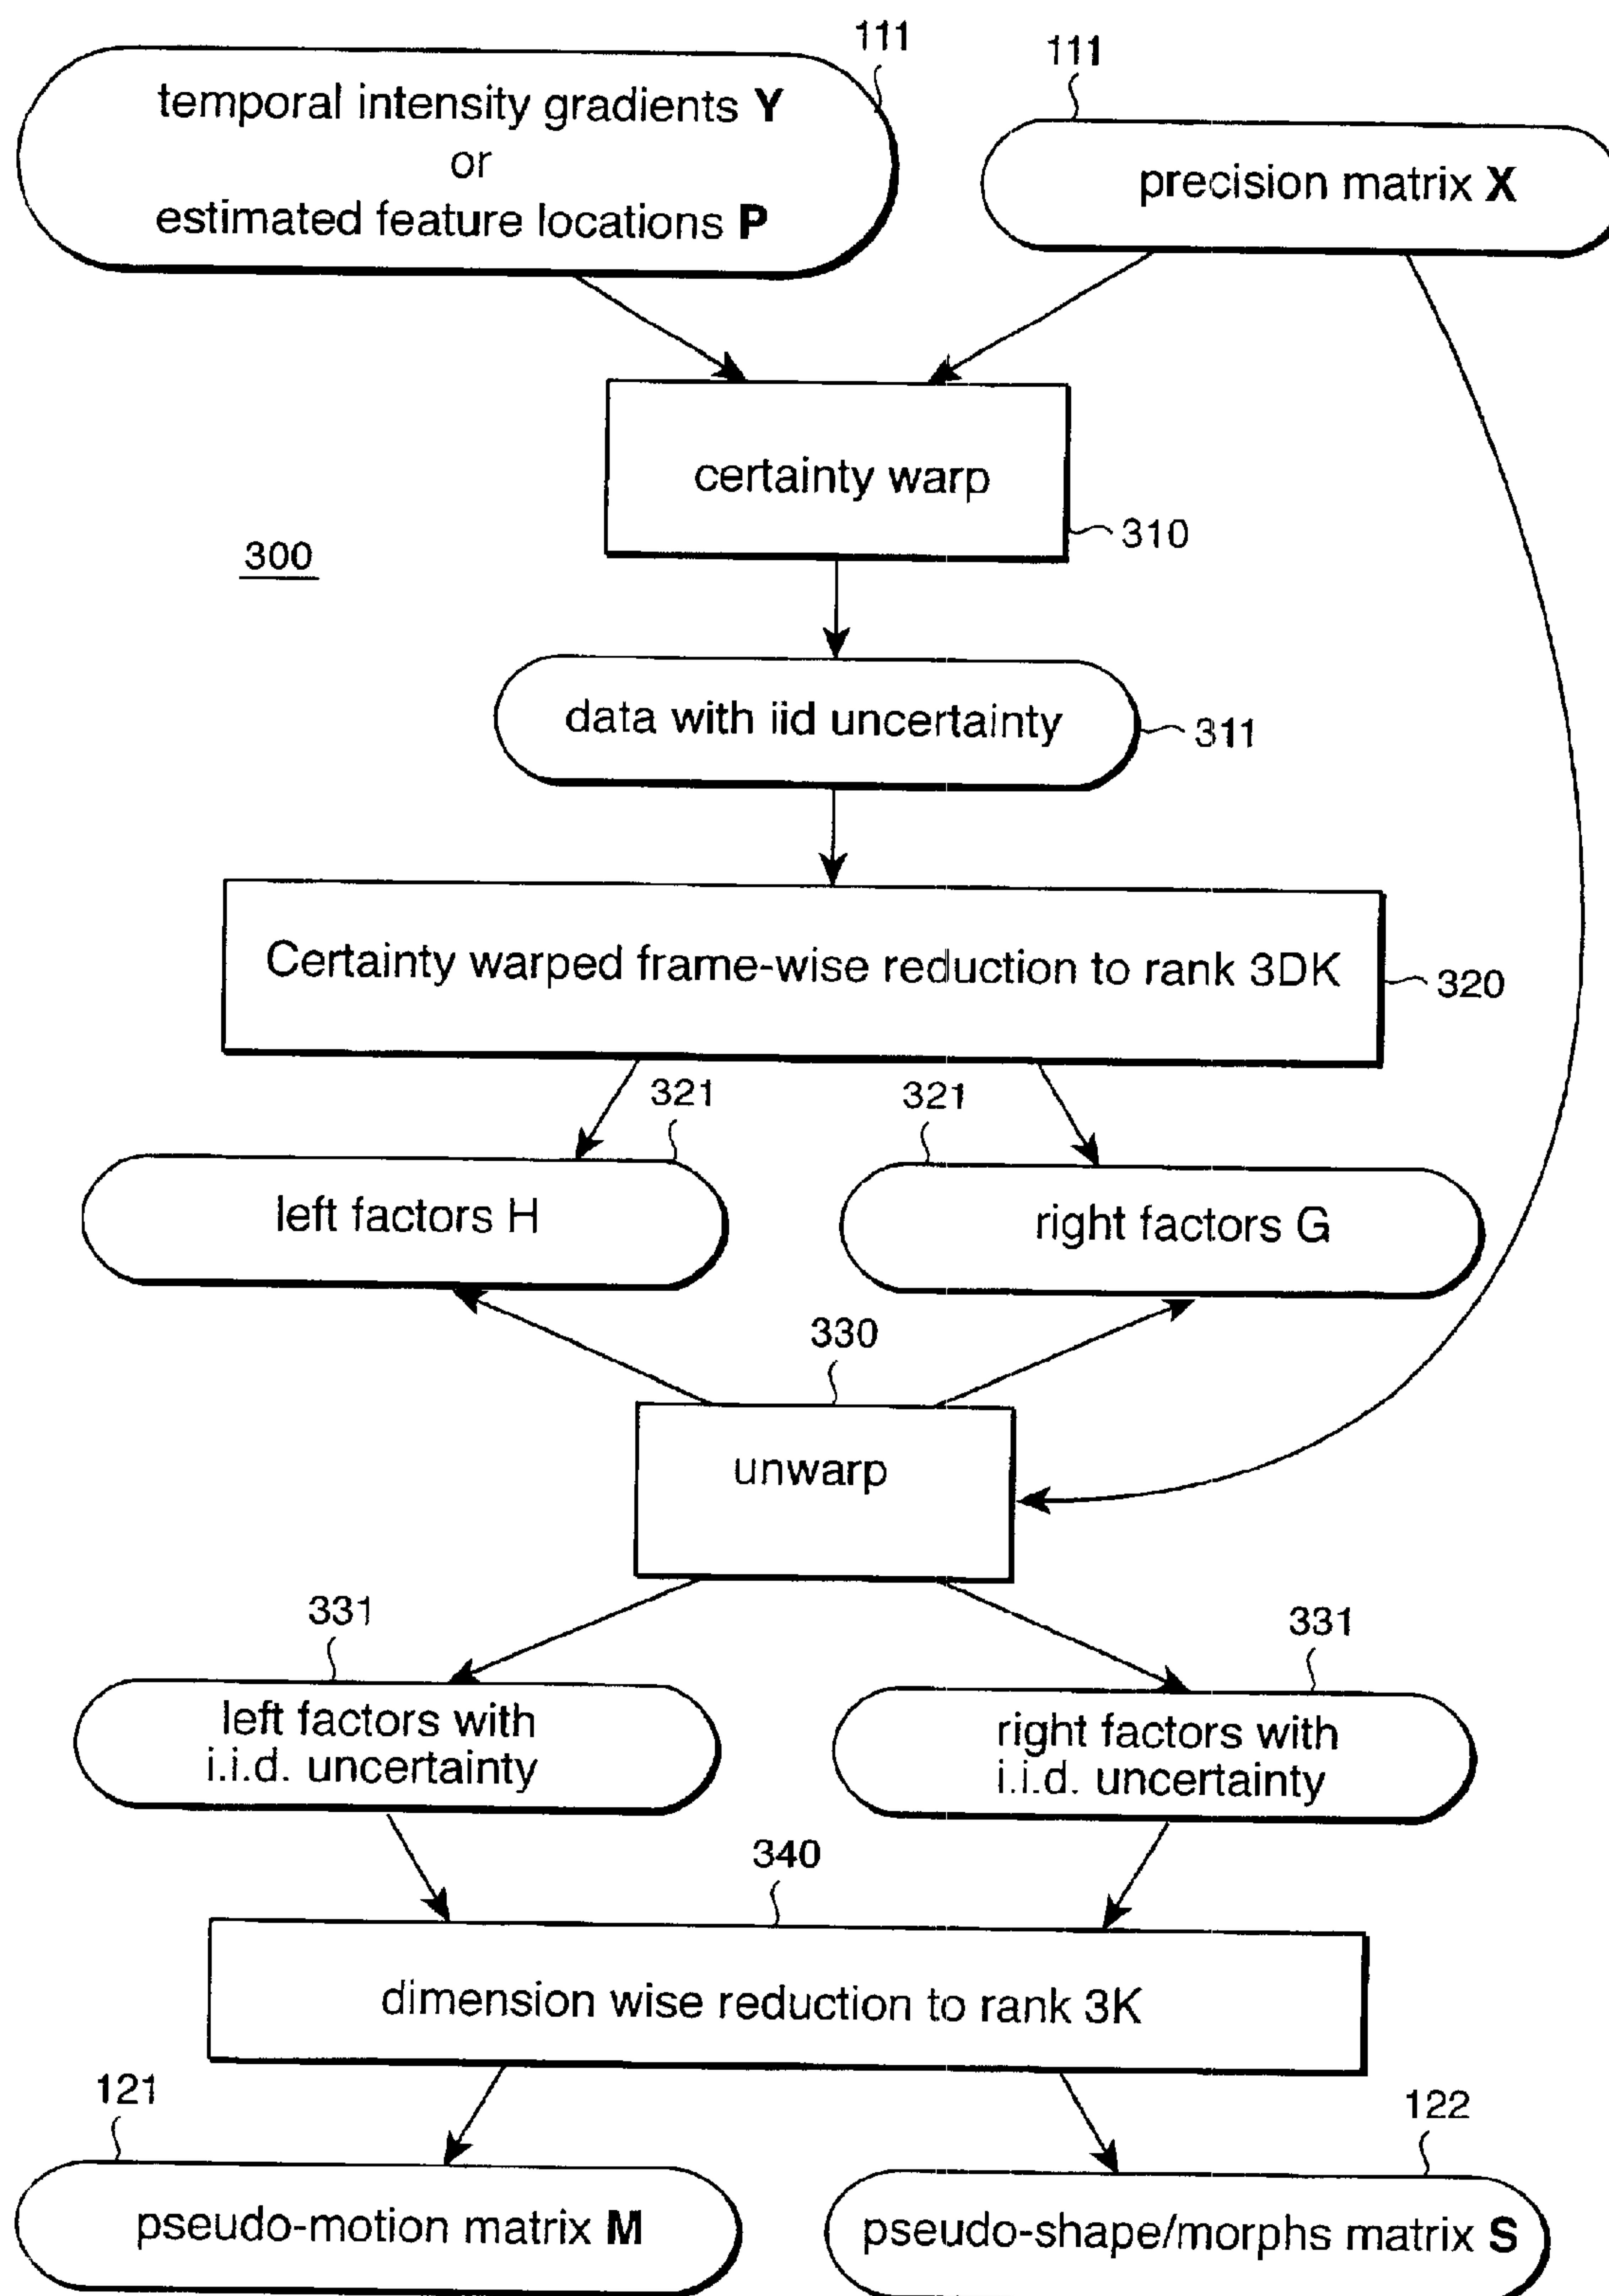 111
111
temporal intensity gradients Y
or
estimated feature locations P
precision matrix X
certainty warp
310
300
data with iid uncertainty
311
Certainty warped frame-wise reduction to rank 3DK
320
321
321
left factors H
right factors G
330
unwarp
331
331
left factors with
i.i.d. uncertainty
right factors with
i.i.d. uncertainty
340
dimension wise reduction to rank 3K
121
122
pseudo-motion matrix M
pseudo-shape/morphs matrix S